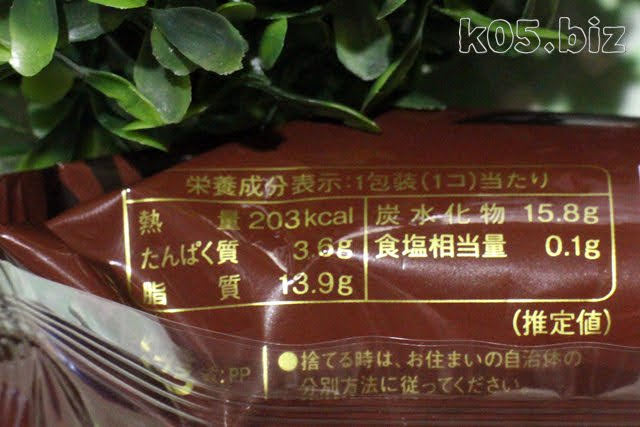 k05.biz
栄養成分表示:1包装(1コ)当たり
熱量 203kcal 炭水化物 15.8g
たんぱく質 3.6g 食塩相当量 0.1g
脂質 13.9g
(推定値)
:PP
●捨てる時は、お住まいの自治体の
分別方法に従ってください。